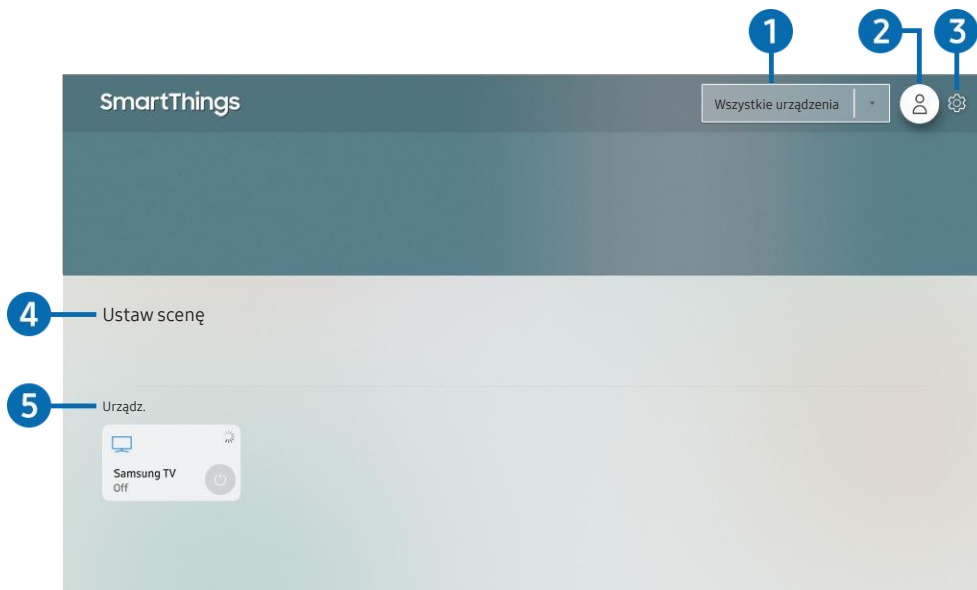 1 2 3
SmartThings
Wszystkie urządzenia
4 Ustaw scenę
5 Urządz.
Samsung TV
Off